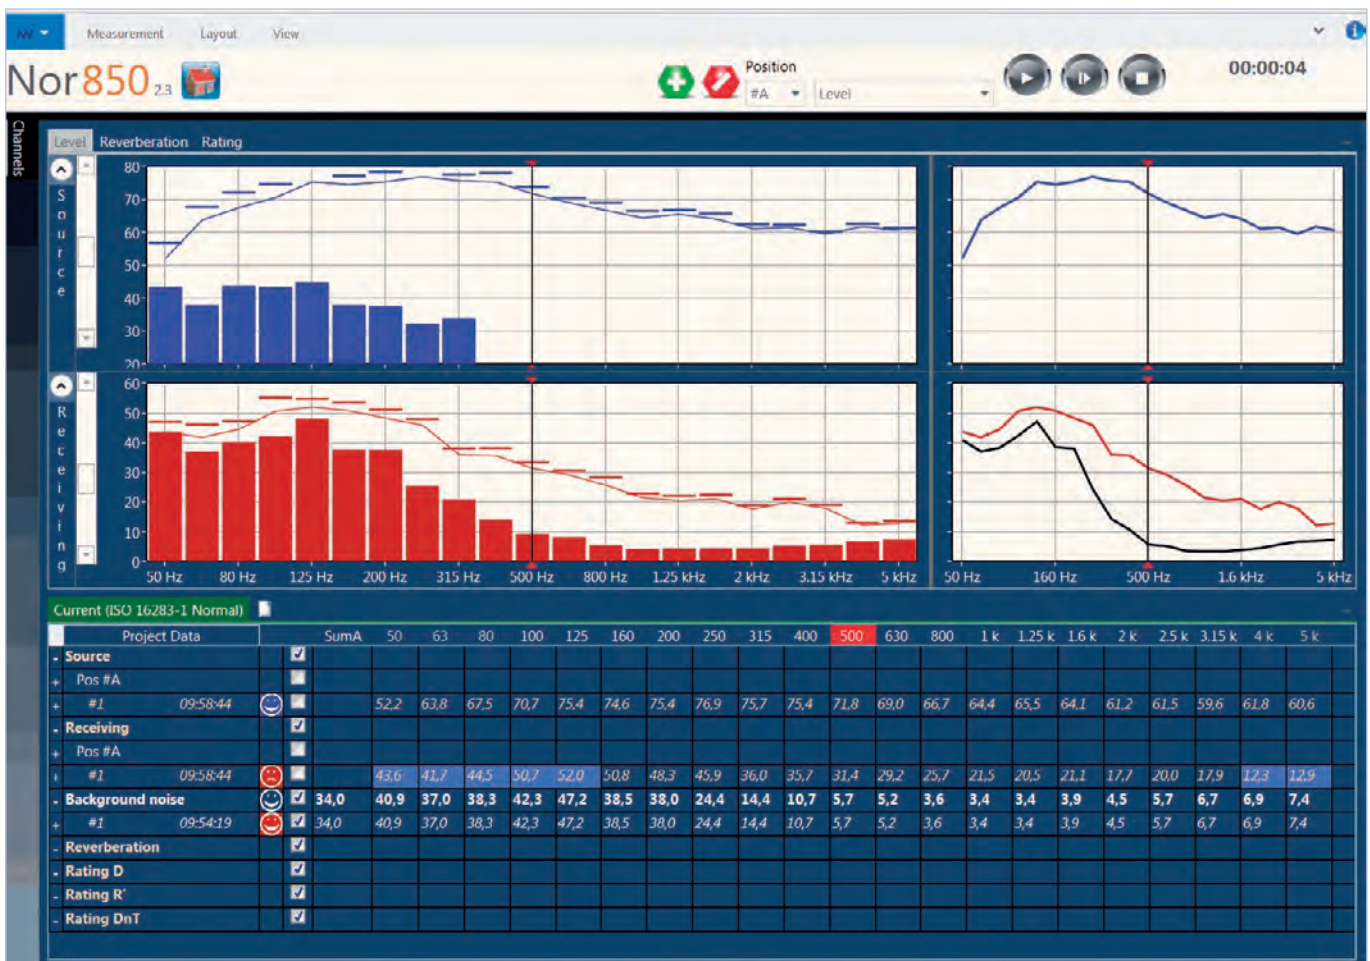 Measurement Layout View
Nor850 2.3
Position
#A Level
00:00:04
Channels
Level Reverberation Rating
Source
80
70
60
50
40
30
20
Receiving
60
50
40
30
20
10
0
50 Hz 80 Hz 125 Hz 200 Hz 315 Hz 500 Hz 800 Hz 1.25 kHz 2 kHz 3.15 kHz 5 kHz
50 Hz 160 Hz 500 Hz 1.6 kHz 5 kHz
Current (ISO 16283-1 Normal)
Project Data SumA 50 63 80 100 125 160 200 250 315 400 500 630 800 1 k 1.25 k 1.6 k 2 k 2.5 k 3.15 k 4 k 5 k
- Source
+ Pos #A
+ #1 09:58:44 52,2 63,8 67,5 70,7 75,4 74,6 75,4 76,9 75,7 75,4 71,8 69,0 66,7 64,4 65,5 64,1 61,2 61,5 59,6 61,8 60,6
- Receiving
+ Pos #A
+ #1 09:58:44 43,6 41,7 44,5 50,7 52,0 50,8 48,3 45,9 36,0 35,7 31,4 29,2 25,7 21,5 20,5 21,1 17,7 20,0 17,9 12,3 12,9
- Background noise 34,0 40,9 37,0 38,3 42,3 47,2 38,5 38,0 24,4 14,4 10,7 5,7 5,2 3,6 3,4 3,4 3,9 4,5 5,7 6,7 6,9 7,4
+ #1 09:54:19 34,0 40,9 37,0 38,3 42,3 47,2 38,5 38,0 24,4 14,4 10,7 5,7 5,2 3,6 3,4 3,4 3,9 4,5 5,7 6,7 6,9 7,4
- Reverberation
- Rating D
- Rating R'
- Rating DnT